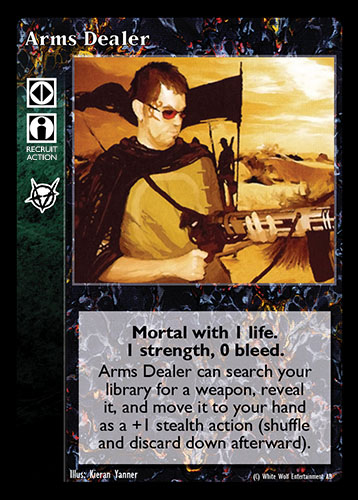 Arms Dealer
RECRUIT
ACTION
Mortal with 1 life.
1 strength, 0 bleed.
Arms Dealer can search your
library for a weapon, reveal
it, and move it to your hand
as a +1 stealth action (shuffle
and discard down afterward).
Illus: Kieran Yanner
(C) White Wolf Entertainment AB